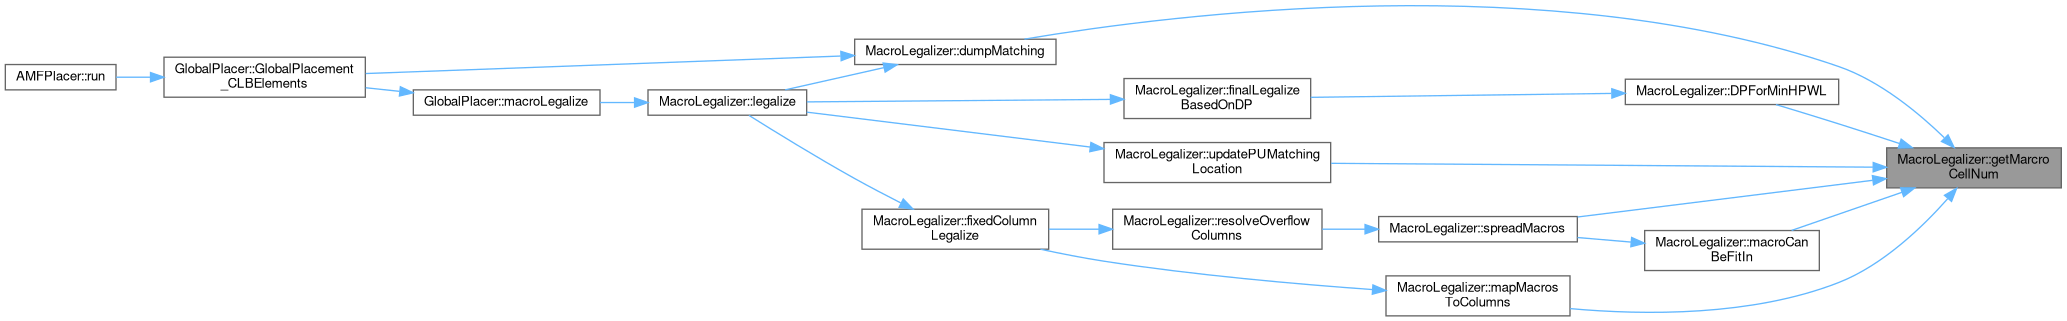 AMFPlacer::run
GlobalPlacer::GlobalPlacement
_CLBElements
GlobalPlacer::macroLegalize
MacroLegalizer::legalize
MacroLegalizer::dumpMatching
MacroLegalizer::finalLegalize
BasedOnDP
MacroLegalizer::DPForMinHPWL
MacroLegalizer::updatePUMatching
Location
MacroLegalizer::getMarcro
CellNum
MacroLegalizer::fixedColumn
Legalize
MacroLegalizer::resolveOverflow
Columns
MacroLegalizer::spreadMacros
MacroLegalizer::macroCan
BeFitIn
MacroLegalizer::mapMacros
ToColumns